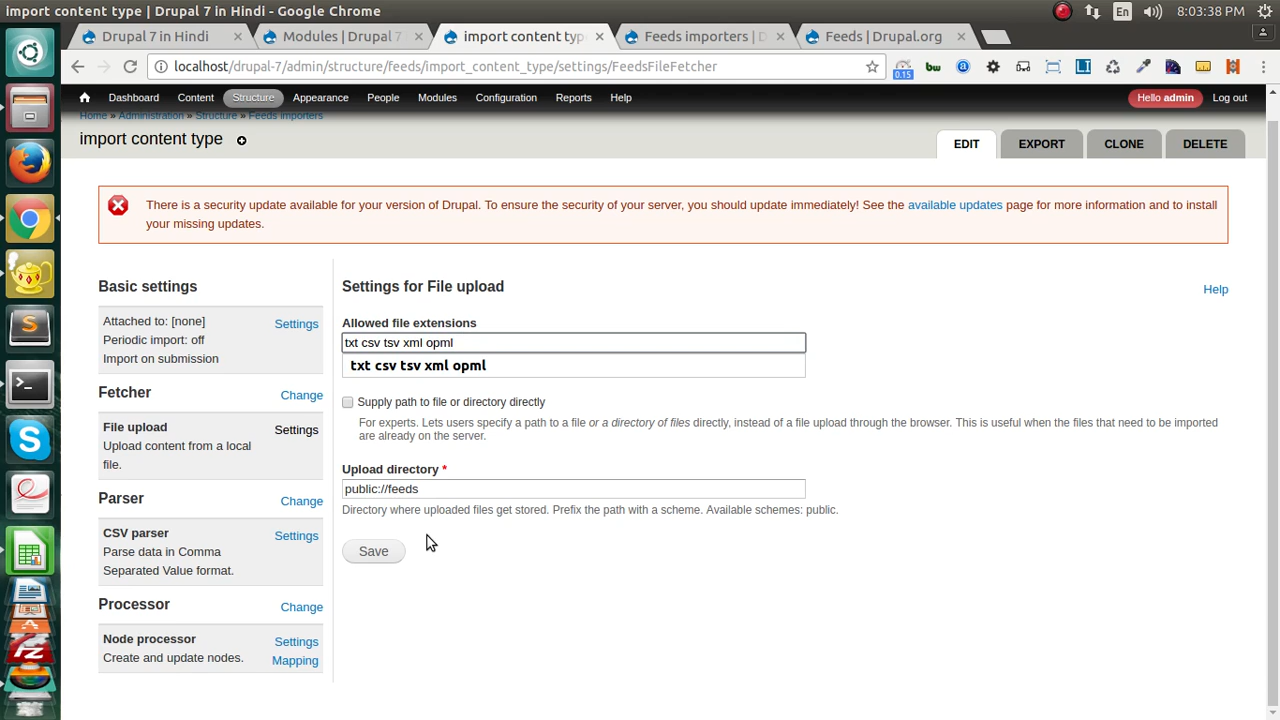 import content type | Drupal 7 in Hindi - Google Chrome
En
8:03:38 PM
Drupal 7 in Hindi
Modules | Drupal 7
import content typ
Feeds importers | D
Feeds | Drupal.org
localhost/drupal-7/admin/structure/feeds/import_content_type/settings/FeedsFileFetcher
0.15
bw
Dashboard Content Structure Appearance People Modules Configuration Reports Help
Hello admin Log out
Home » Administration » Structure » Feeds importers
import content type
EDIT EXPORT CLONE DELETE
There is a security update available for your version of Drupal. To ensure the security of your server, you should update immediately! See the available updates page for more information and to install
your missing updates.
Basic settings
Attached to: [none]
Settings
Periodic import: off
Import on submission
Fetcher
Change
File upload
Settings
Upload content from a local
file.
Parser
Change
CSV parser
Settings
Parse data in Comma
Separated Value format.
Processor
Change
Node processor
Settings
Create and update nodes.
Mapping
Settings for File upload
Help
Allowed file extensions
txt csv tsv xml opml
txt csv tsv xml opml
Supply path to file or directory directly
For experts. Lets users specify a path to a file or a directory of files directly, instead of a file upload through the browser. This is useful when the files that need to be imported
are already on the server.
Upload directory *
public://feeds
Directory where uploaded files get stored. Prefix the path with a scheme. Available schemes: public.
Save